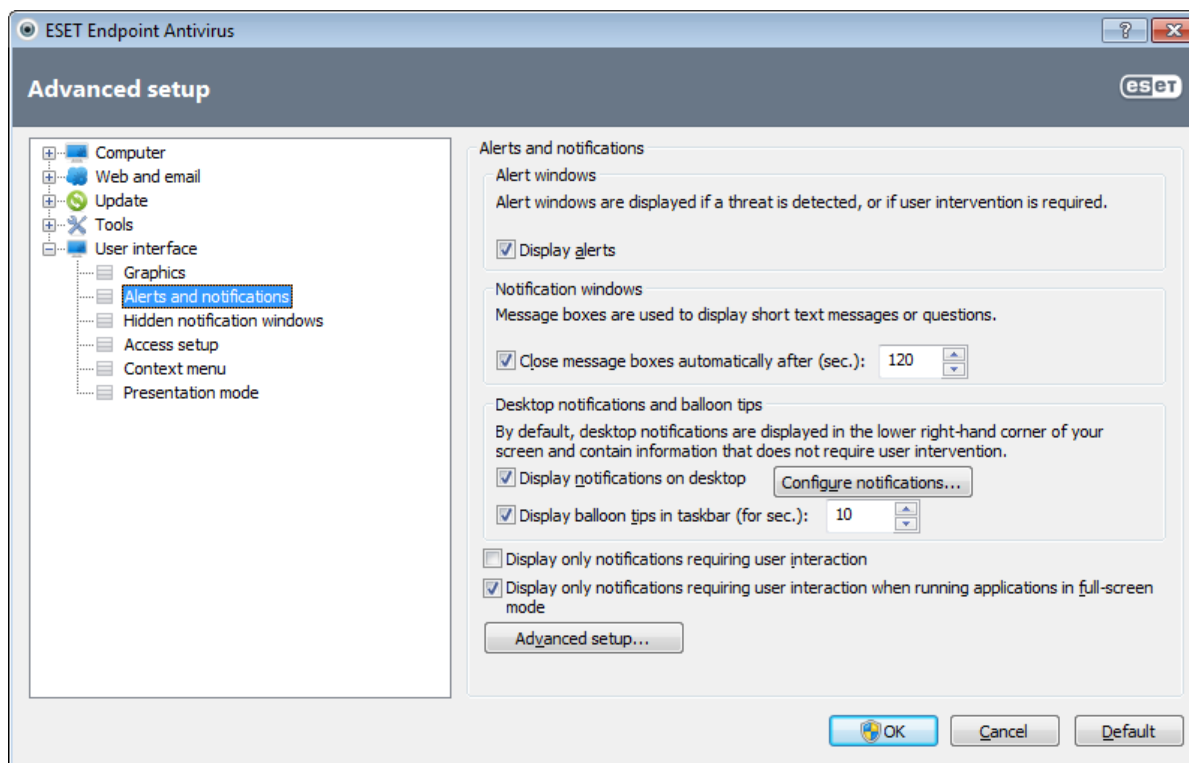 ESET Endpoint Antivirus
?
Advanced setup
eseT
Computer
Web and email
Update
Tools
User interface
Graphics
Alerts and notifications
Hidden notification windows
Access setup
Context menu
Presentation mode
Alerts and notifications
Alert windows
Alert windows are displayed if a threat is detected, or if user intervention is required.
Display alerts
Notification windows
Message boxes are used to display short text messages or questions.
Close message boxes automatically after (sec.): 120
Desktop notifications and balloon tips
By default, desktop notifications are displayed in the lower right-hand corner of your
screen and contain information that does not require user intervention.
Display notifications on desktop Configure notifications...
Display balloon tips in taskbar (for sec.): 10
Display only notifications requiring user interaction
Display only notifications requiring user interaction when running applications in full-screen
mode
Advanced setup...
OK Cancel Default